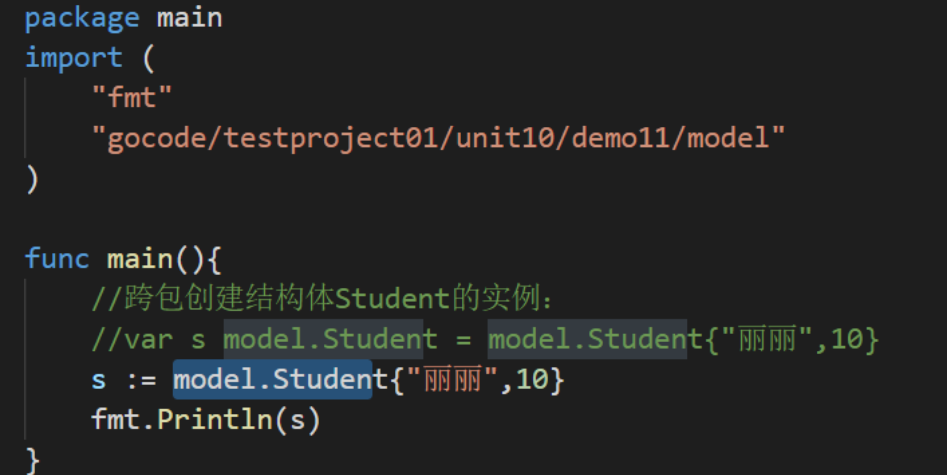 package main
import (
"fmt"
"gocode/testproject01/unit10/demo11/model"
)
func main(){
//跨包创建结构体Student的实例：
//var s model.Student = model.Student{"丽丽",10}
s := model.Student{"丽丽",10}
fmt.Println(s)
}